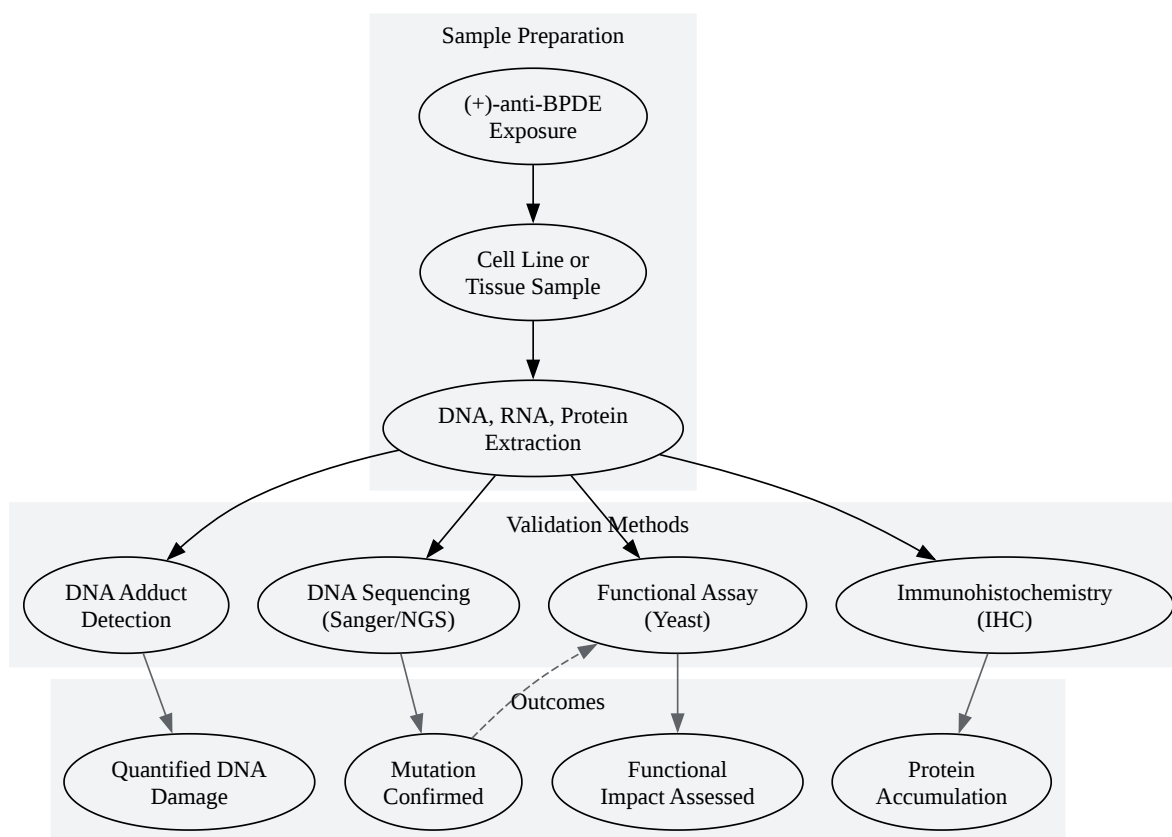 Sample Preparation
(+)-anti-BPDE
Exposure
Cell Line or
Tissue Sample
DNA, RNA, Protein
Extraction
Validation Methods
DNA Adduct
Detection
DNA Sequencing
(Sanger/NGS)
Functional Assay
(Yeast)
Immunohistochemistry
(IHC)
Outcomes
Quantified DNA
Damage
Mutation
Confirmed
Functional
Impact Assessed
Protein
Accumulation